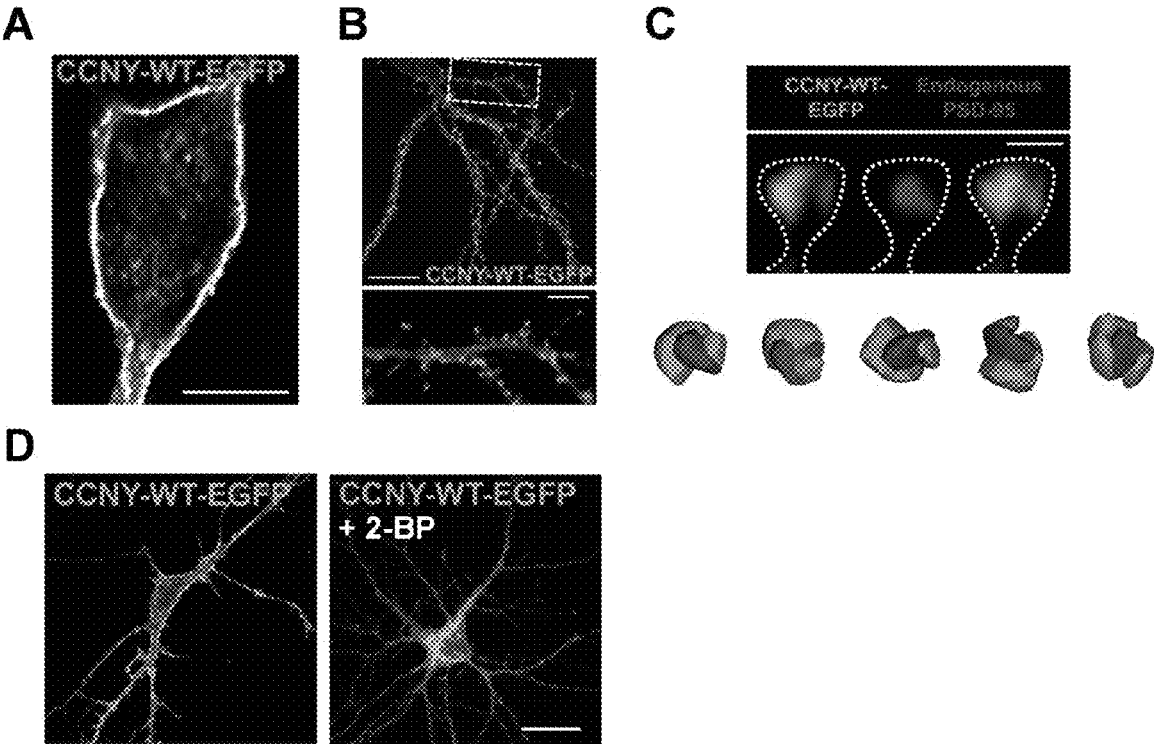 A
B
C
CCNY-WT-EGFP
CCNY-WT-EGFP
CCNY-WT-
EGFP
Endogenous
PSD-95
D
CCNY-WT-EGFP
CCNY-WT-EGFP
+ 2-BP